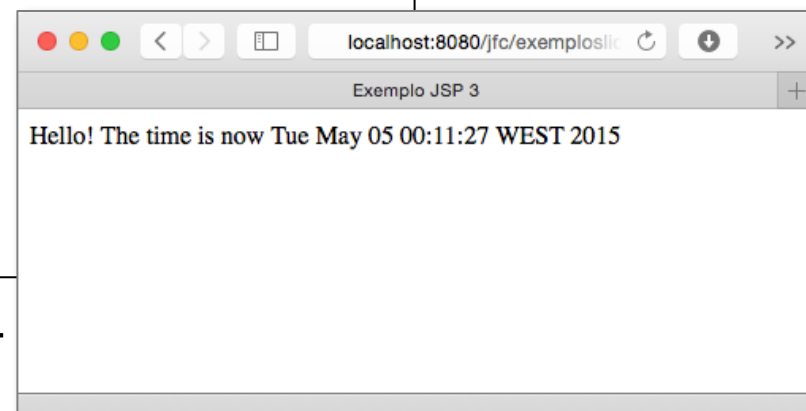 localhost:8080/jfc/exemploslic
>>
Exemplo JSP 3
+
Hello! The time is now Tue May 05 00:11:27 WEST 2015